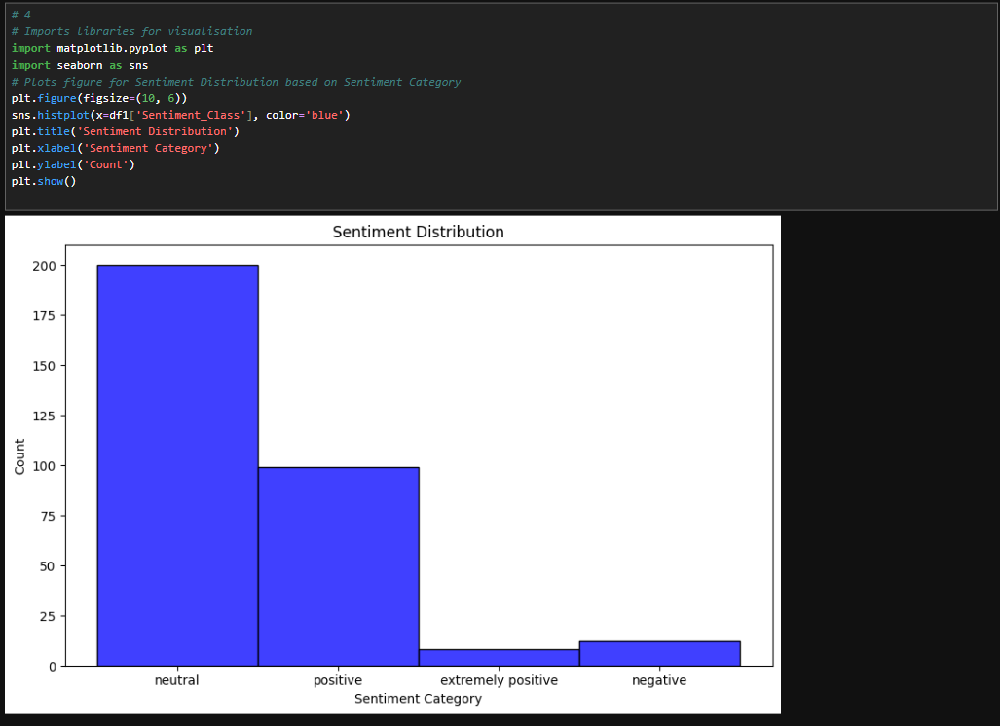 # 4
# Imports libraries for visualisation
import matplotlib.pyplot as plt
import seaborn as sns
# Plots figure for Sentiment Distribution based on Sentiment Category
plt.figure(figsize=(10, 6))
sns.histplot(x=df1['Sentiment_Class'], color='blue')
plt.title('Sentiment Distribution')
plt.xlabel('Sentiment Category')
plt.ylabel('Count')
plt.show()
Sentiment Distribution
200
175
150
125
100
75
50
25
0
Count
neutral positive extremely positive negative
Sentiment Category